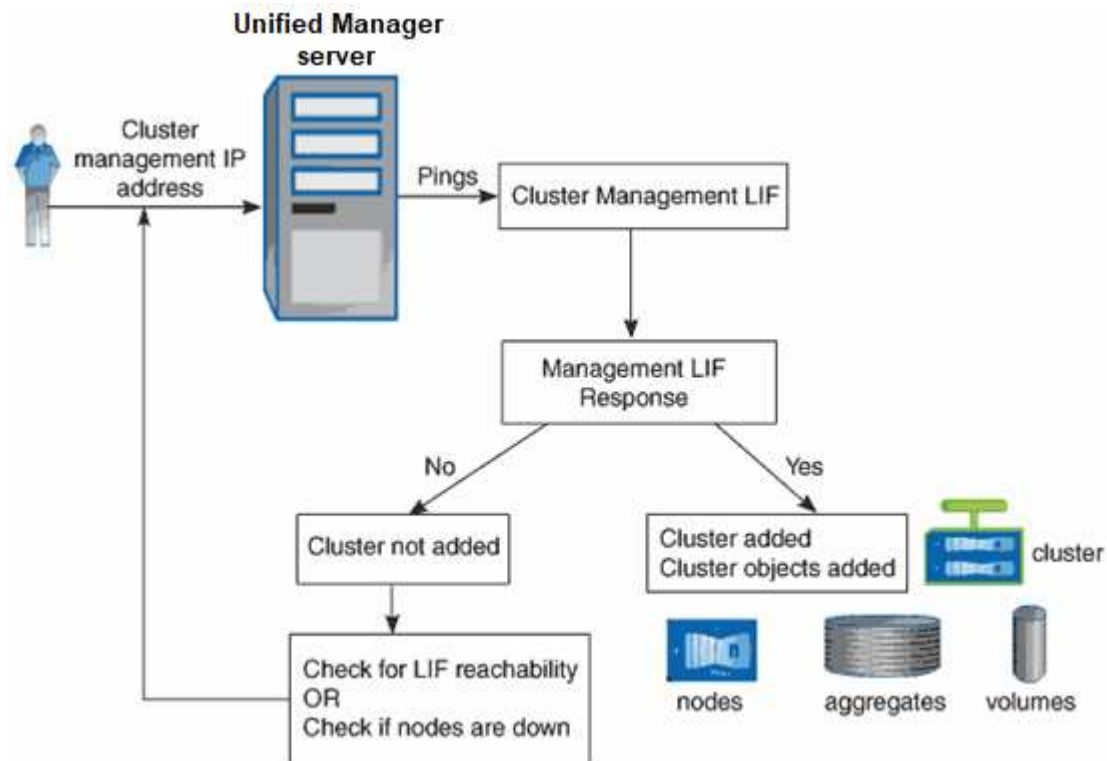 Unified Manager
server
Cluster
management IP
address
Pings
Cluster Management LIF
Management LIF
Response
No
Yes
Cluster not added
Cluster added
Cluster objects added
cluster
Check for LIF reachability
OR
Check if nodes are down
nodes
aggregates
volumes